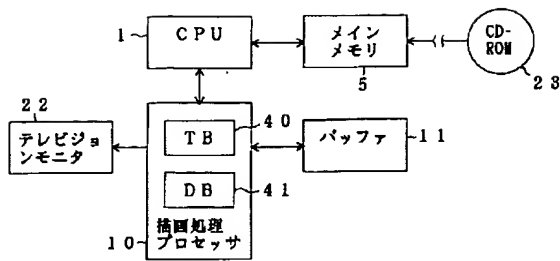 1
CPU
メイン
メモリ
5
CD-
ROM
23
22
テレビジョ
ンモニタ
TB
40
DB
41
描画処理
プロセッサ
10
バッファ
11